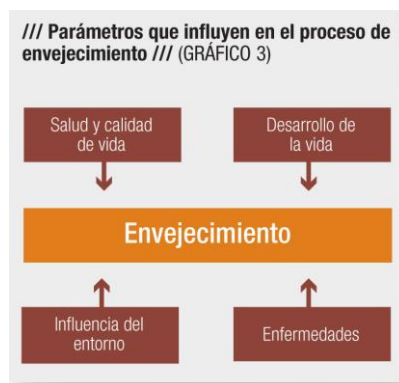 /// Parámetros que influyen en el proceso de
envejecimiento /// (GRÁFICO 3)
Salud y calidad
de vida
Desarrollo de
la vida
Envejecimiento
Influencia del
entorno
Enfermedades